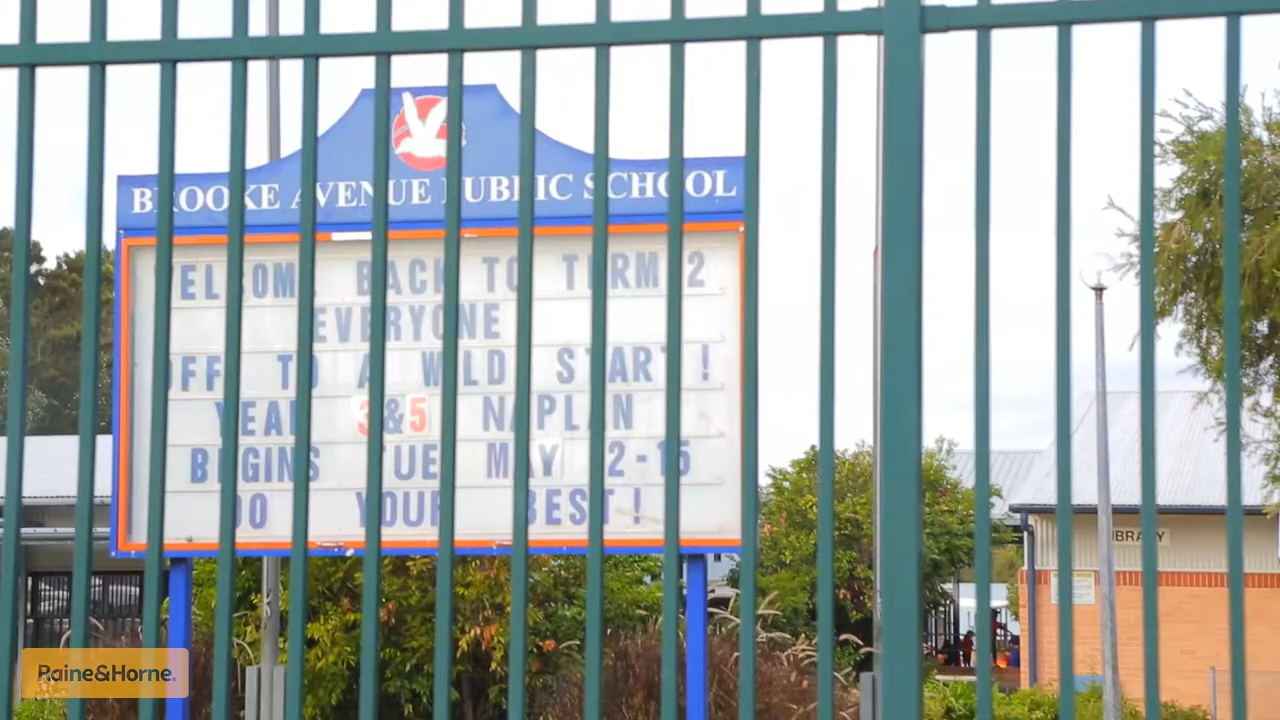 BROOKE AVENUE PUBLIC SCHOOL
WELCOME BACK TO TERM 2
EVERYONE
OFF TO A WILD START!
YEAR 3&5 NAPLAN
BEGINS TUE MAY 12-15
DO YOUR BEST!
LIBRARY
Raine&Horne.